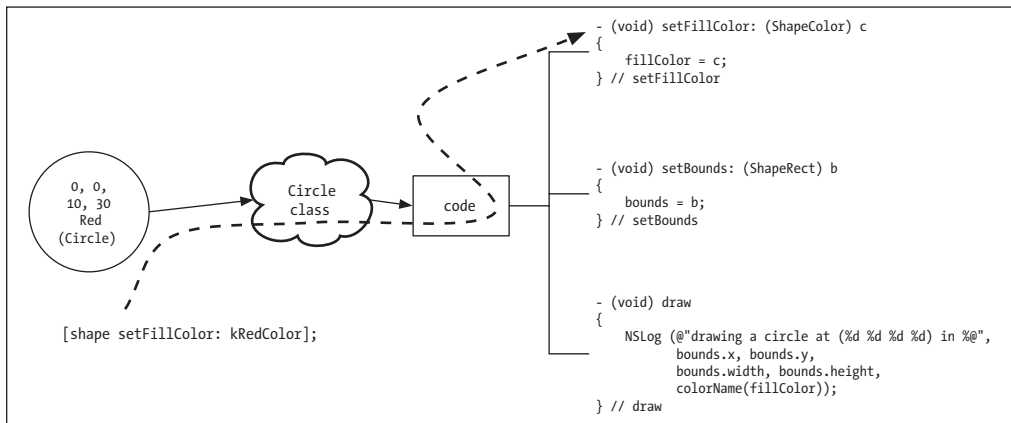 0, 0,
10, 30
Red
(Circle)
Circle
class
code
[shape setFillColor: kRedColor];
- (void) setFillColor: (ShapeColor) c
{
fillColor = c;
} // setFillColor
- (void) setBounds: (ShapeRect) b
{
bounds = b;
} // setBounds
- (void) draw
{
NSLog (@"drawing a circle at (%d %d %d %d) in %@",
bounds.x, bounds.y,
bounds.width, bounds.height,
colorName(fillColor));
} // draw